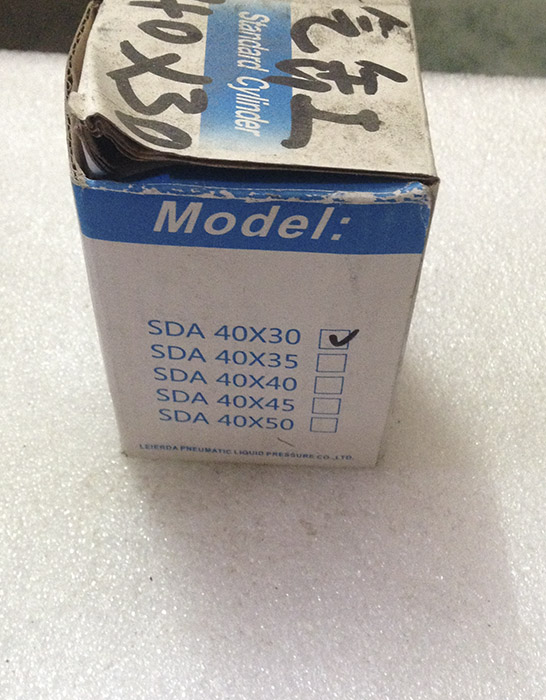 Standard Cylinder
40X30
Model:
SDA 40X30
SDA 40X35
SDA 40X40
SDA 40X45
SDA 40X50
LEIERDA PNEUMATIC LIQUID PRESSURE CO.,LTD.